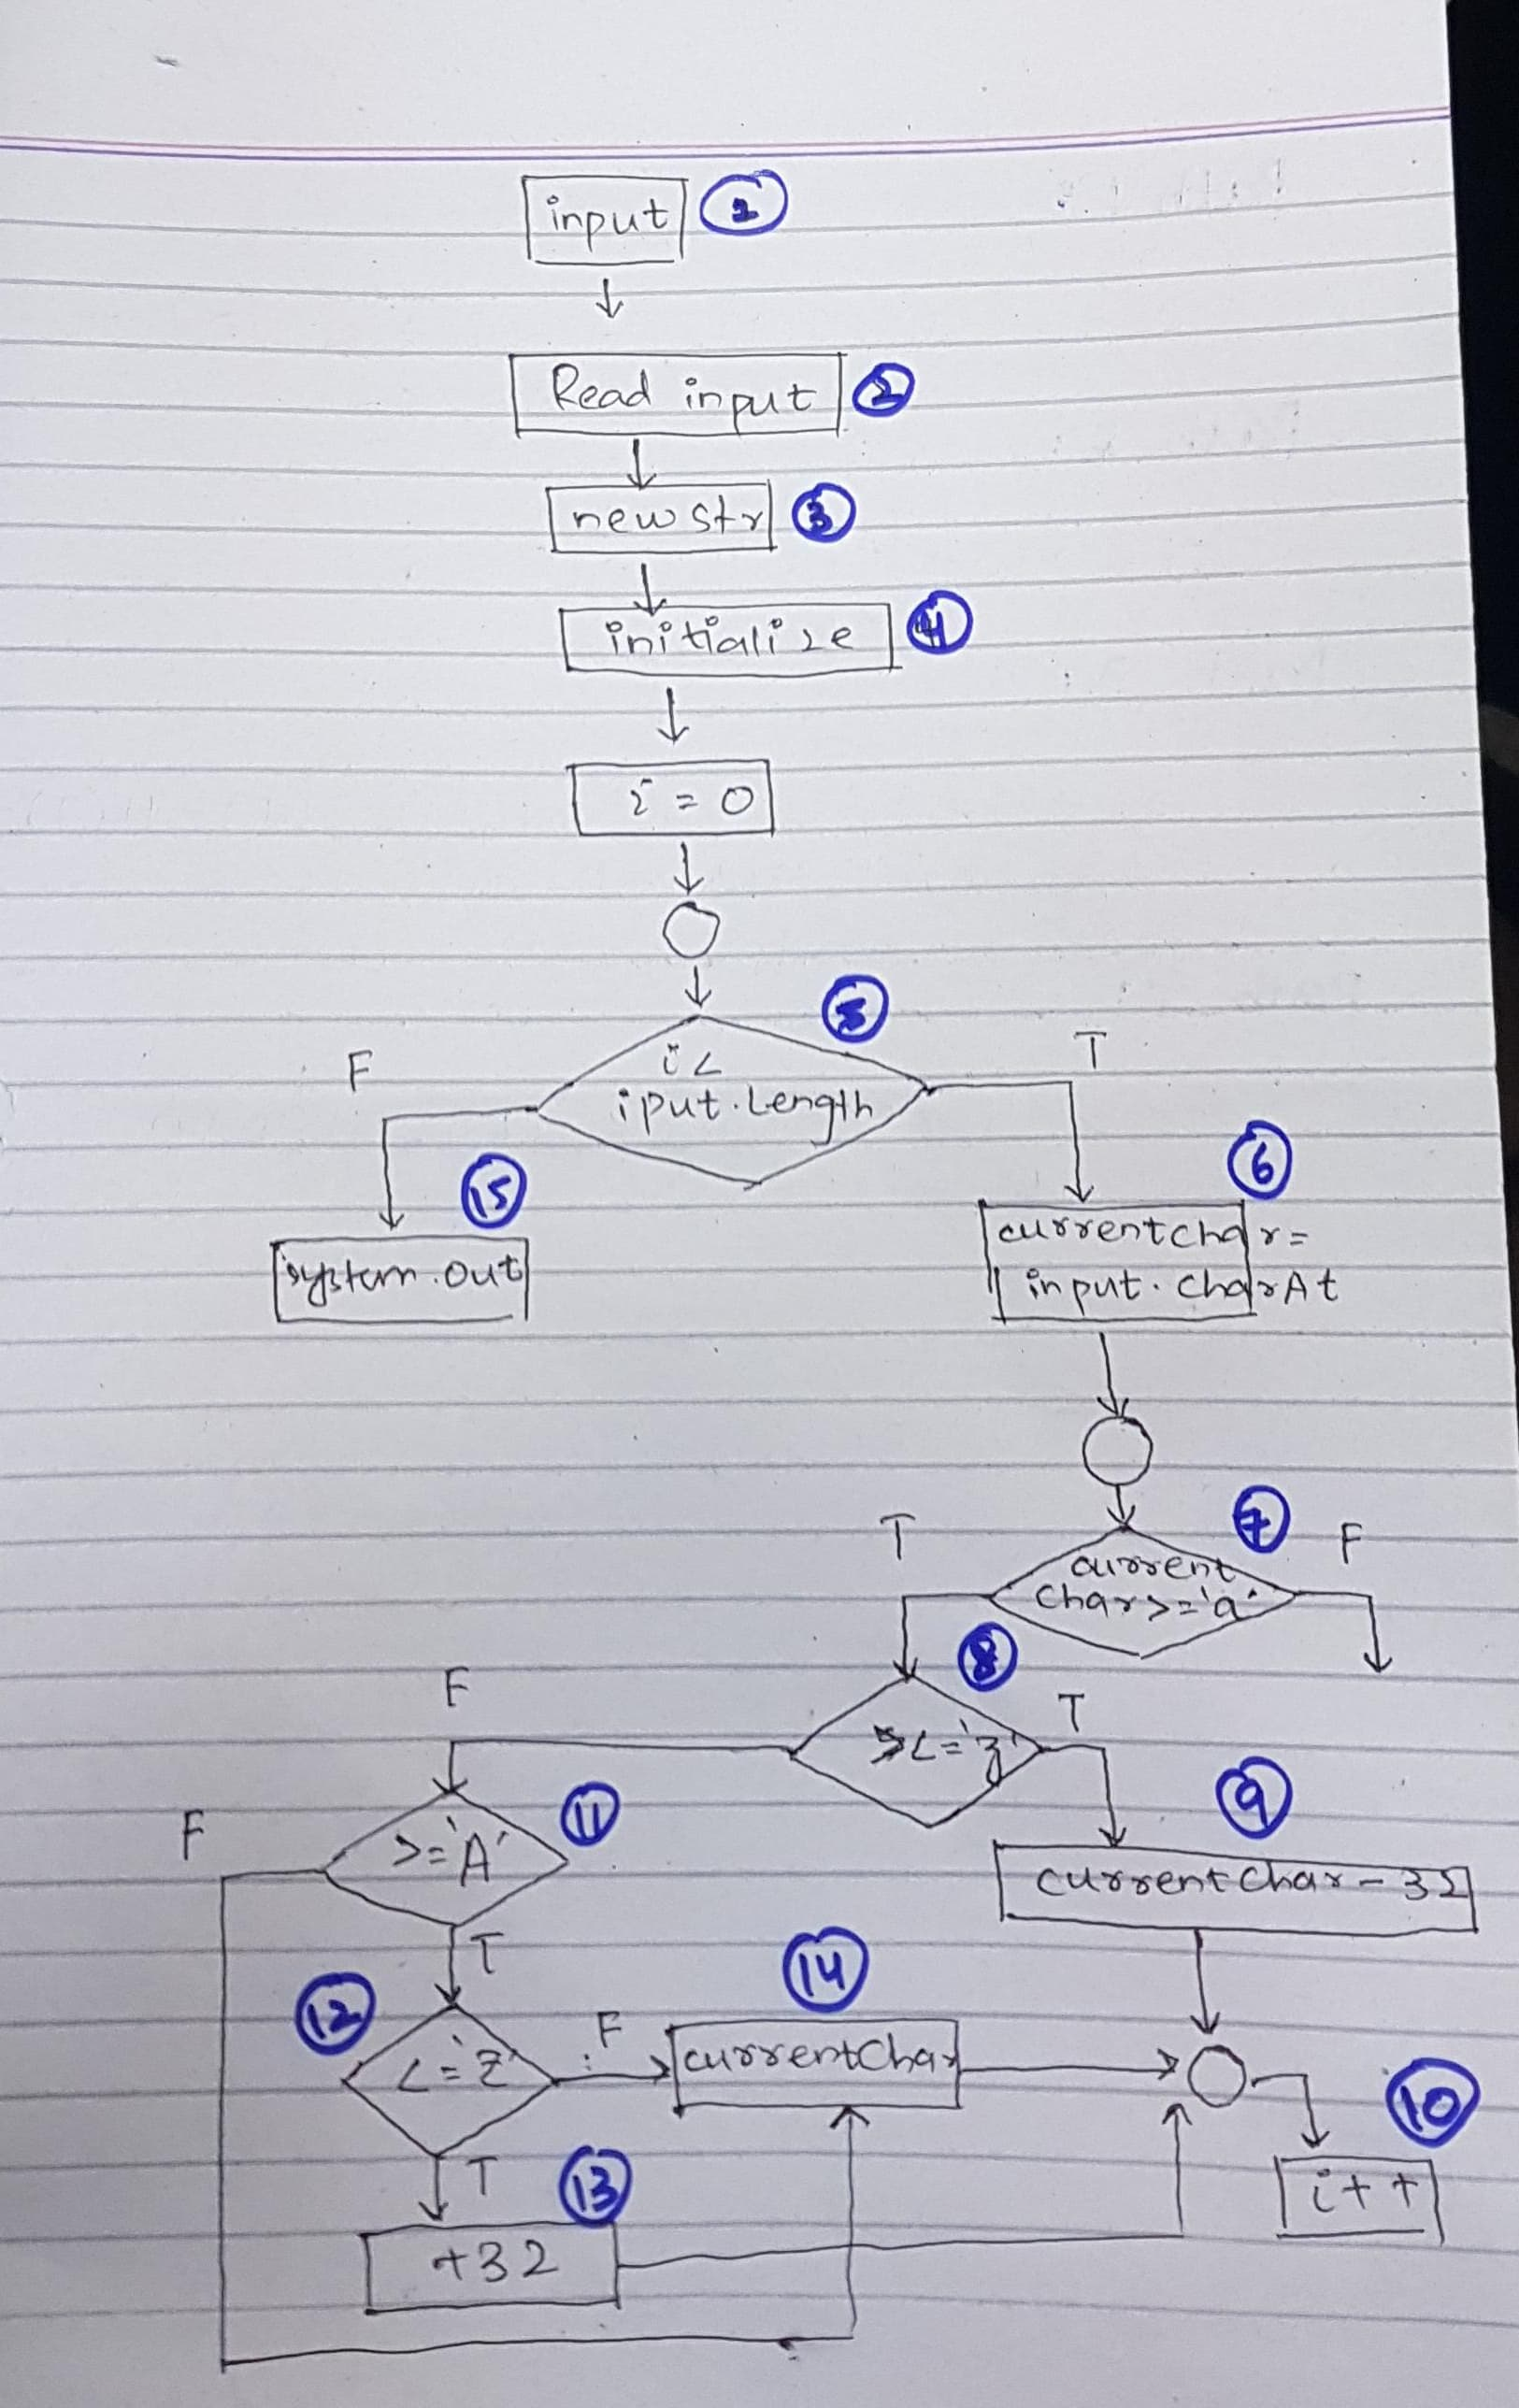 input
1
Read input
2
new str
3
initialize
4
i = 0
5
i <
iput.Length
F
T
15
system.out
6
currentchar =
input.charAt
7
T
F
current
char >= 'a'
8
F
T
<= 'z'
9
currentchar - 32
11
F
>= 'A'
T
12
<= 'Z'
F
14
currentChar
10
i++
T
13
+32